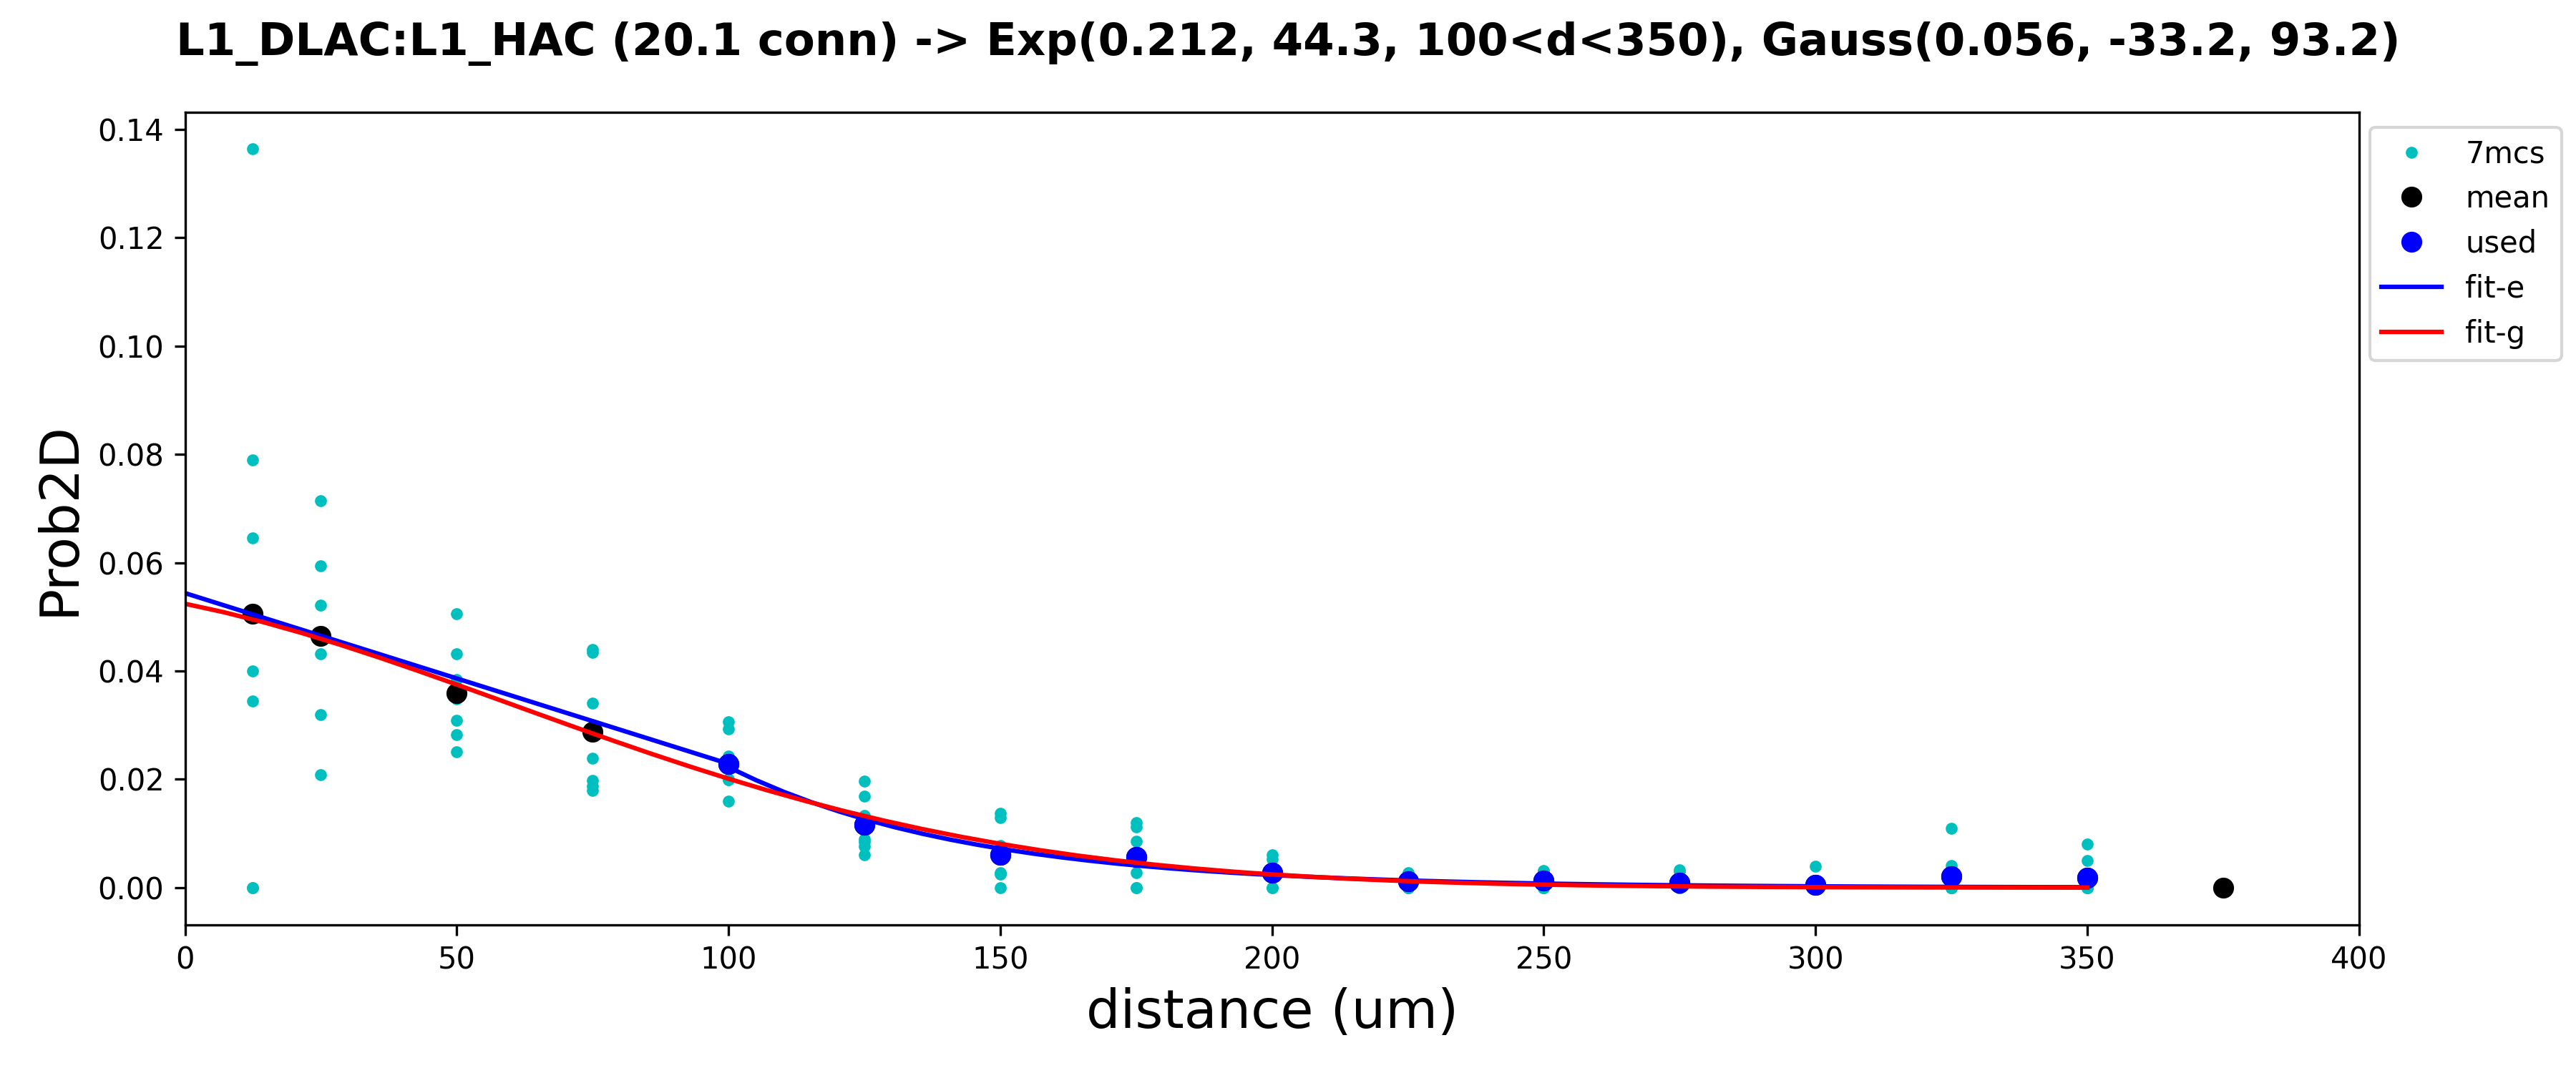 L1_DLAC:L1_HAC (20.1 conn) -> Exp(0.212, 44.3, 100<d<350), Gauss(0.056, -33.2, 93.2)
0.14
0.12
0.10
0.08
0.06
0.04
0.02
0.00
Prob2D
0 50 100 150 200 250 300 350 400
distance (um)
7mcs
mean
used
fit-e
fit-g